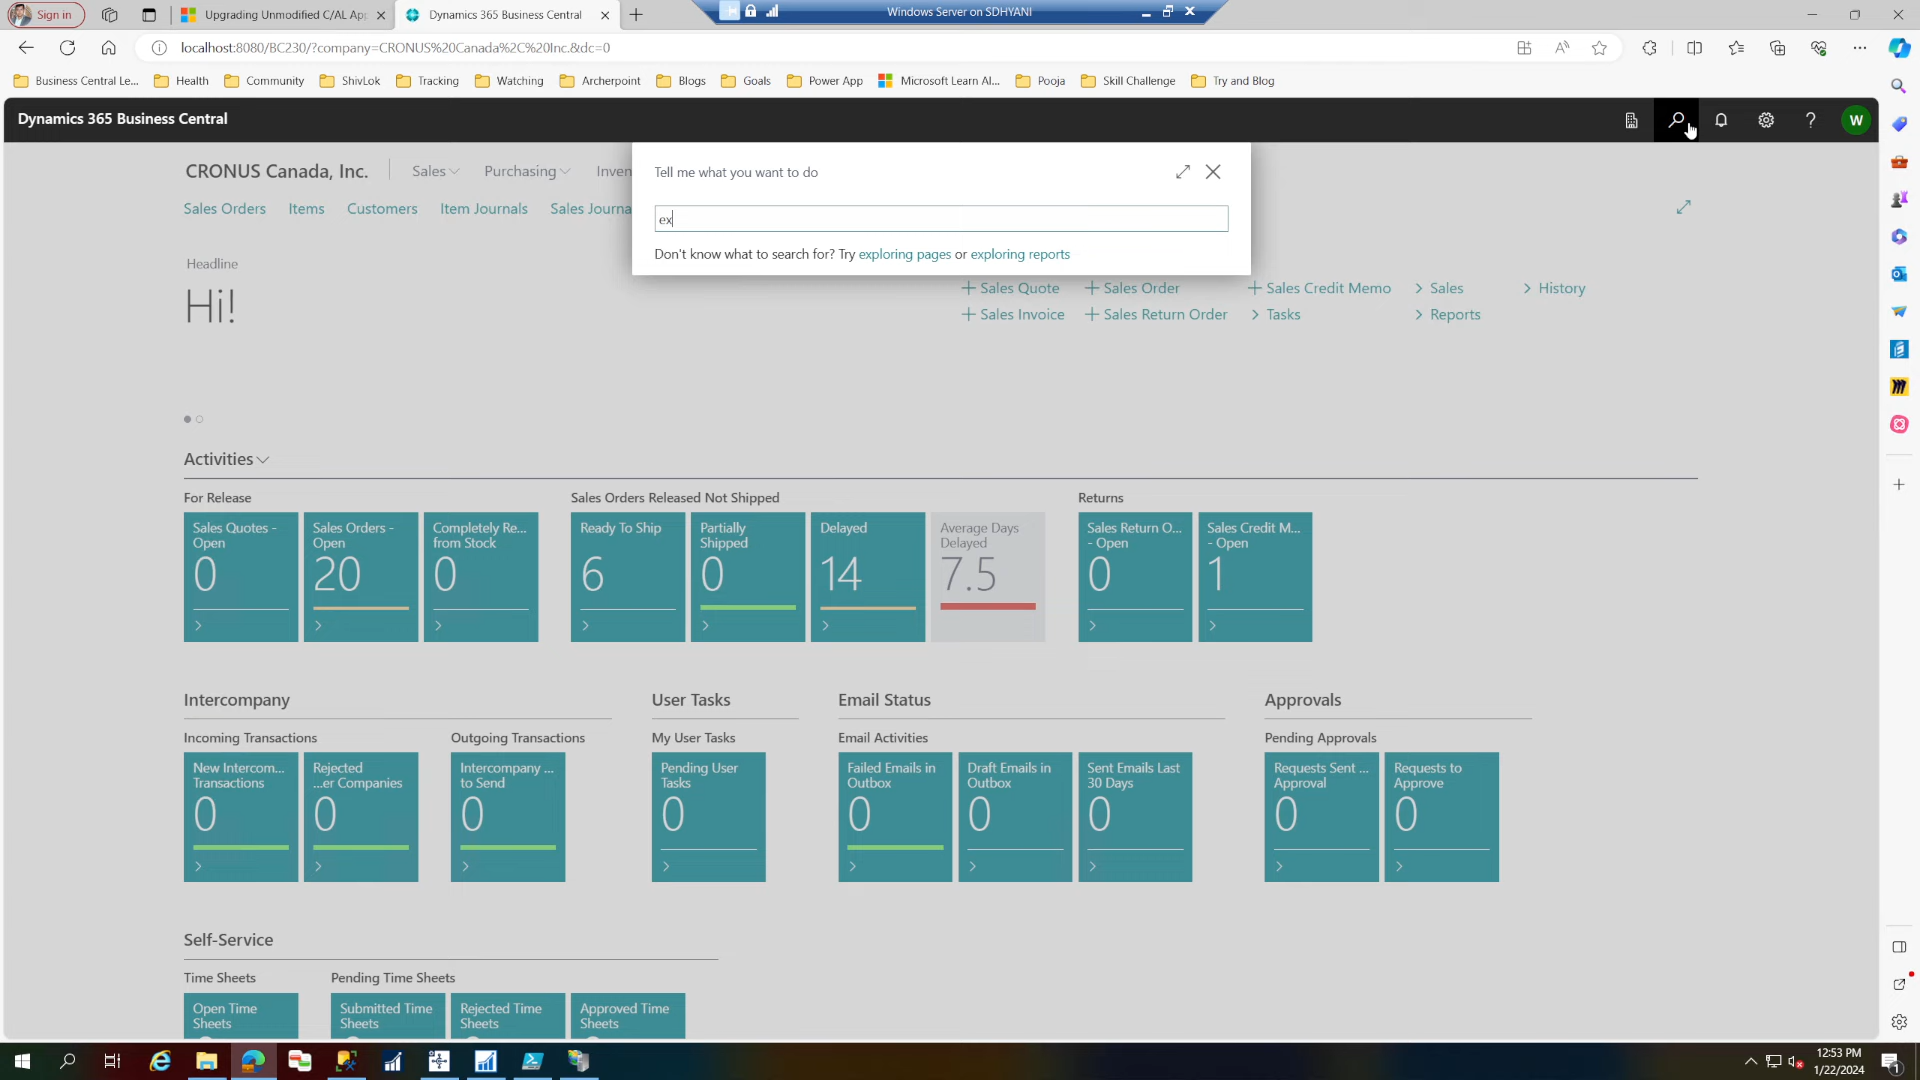 Sign in
Upgrading Unmodified C/AL App
Dynamics 365 Business Central
Windows Server on SDHYANI
localhost:8080/BC230/?company=CRONUS%20Canada%2C%20Inc.&dc=0
Business Central Le...
Health
Community
ShivLok
Tracking
Watching
Archerpoint
Blogs
Goals
Power App
Microsoft Learn AI...
Pooja
Skill Challenge
Try and Blog
Dynamics 365 Business Central
W
CRONUS Canada, Inc.
Sales
Purchasing
Inven
Tell me what you want to do
ex
Don't know what to search for? Try exploring pages or exploring reports
Sales Orders
Items
Customers
Item Journals
Sales Journa
Headline
Hi!
Sales Quote
Sales Order
Sales Credit Memo
Sales
History
Sales Invoice
Sales Return Order
Tasks
Reports
Activities
For Release
Sales Orders Released Not Shipped
Returns
Sales Quotes -
Open
0
Sales Orders -
Open
20
Completely Re...
from Stock
0
Ready To Ship
6
Partially
Shipped
0
Delayed
14
Average Days
Delayed
7.5
Sales Return O...
- Open
0
Sales Credit M...
- Open
1
Intercompany
User Tasks
Email Status
Approvals
Incoming Transactions
Outgoing Transactions
My User Tasks
Email Activities
Pending Approvals
New Intercom...
Transactions
0
Rejected
...er Companies
0
Intercompany ...
to Send
0
Pending User
Tasks
0
Failed Emails in
Outbox
0
Draft Emails in
Outbox
0
Sent Emails Last
30 Days
0
Requests Sent ...
Approval
0
Requests to
Approve
0
Self-Service
Time Sheets
Pending Time Sheets
Open Time
Sheets
Submitted Time
Sheets
Rejected Time
Sheets
Approved Time
Sheets
12:53 PM
1/22/2024
1